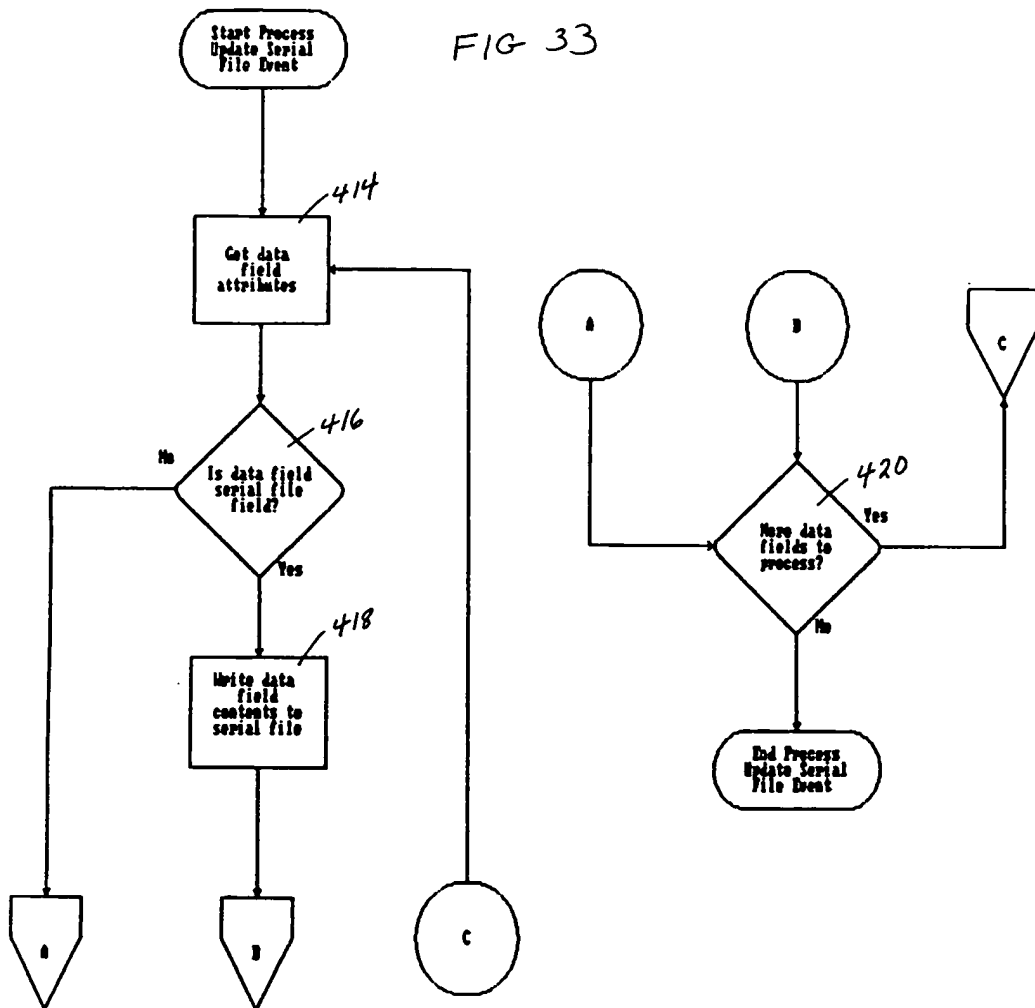 FIG 33
Start Process
Update Serial
File Event
414
Get data
field
attributes
416
No
Is data field
serial file
field?
Yes
418
Write data
field
contents to
serial file
A
B
C
A
B
C
420
More data
fields to
process?
Yes
No
End Process
Update Serial
File Event